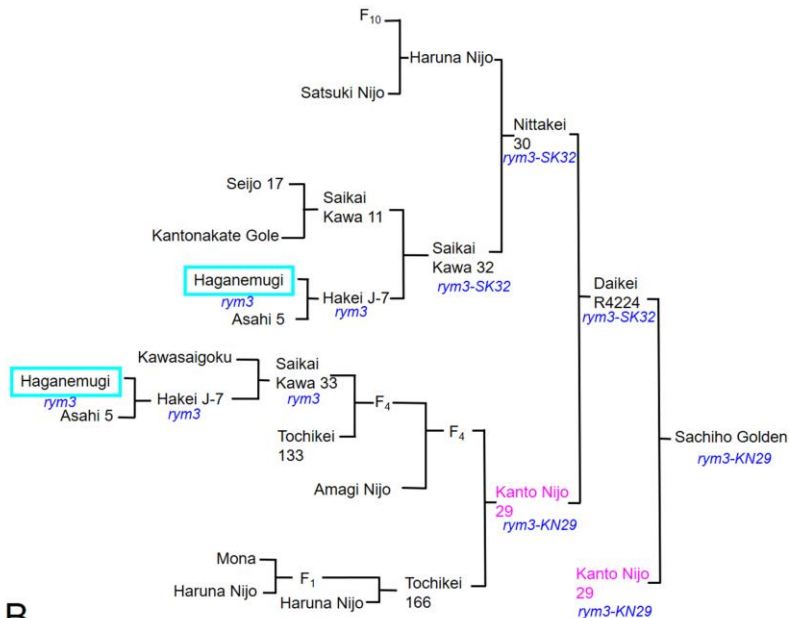 F10
Haruna Nijo
Satsuki Nijo
Nittakei
30
rym3-SK32
Seijo 17
Saikai
Kawa 11
Kantonakate Gole
Saikai
Kawa 32
rym3-SK32
Haganemugi
rym3
Hakei J-7
rym3
Asahi 5
Daikei
R4224
rym3-SK32
Kawasaigoku
Saikai
Kawa 33
rym3
Haganemugi
rym3
Hakei J-7
rym3
Asahi 5
F4
Tochikei
133
F4
Amagi Nijo
Sachiho Golden
rym3-KN29
Kanto Nijo
29
rym3-KN29
Mona
F1
Haruna Nijo
Haruna Nijo
Tochikei
166
Kanto Nijo
29
rym3-KN29
B